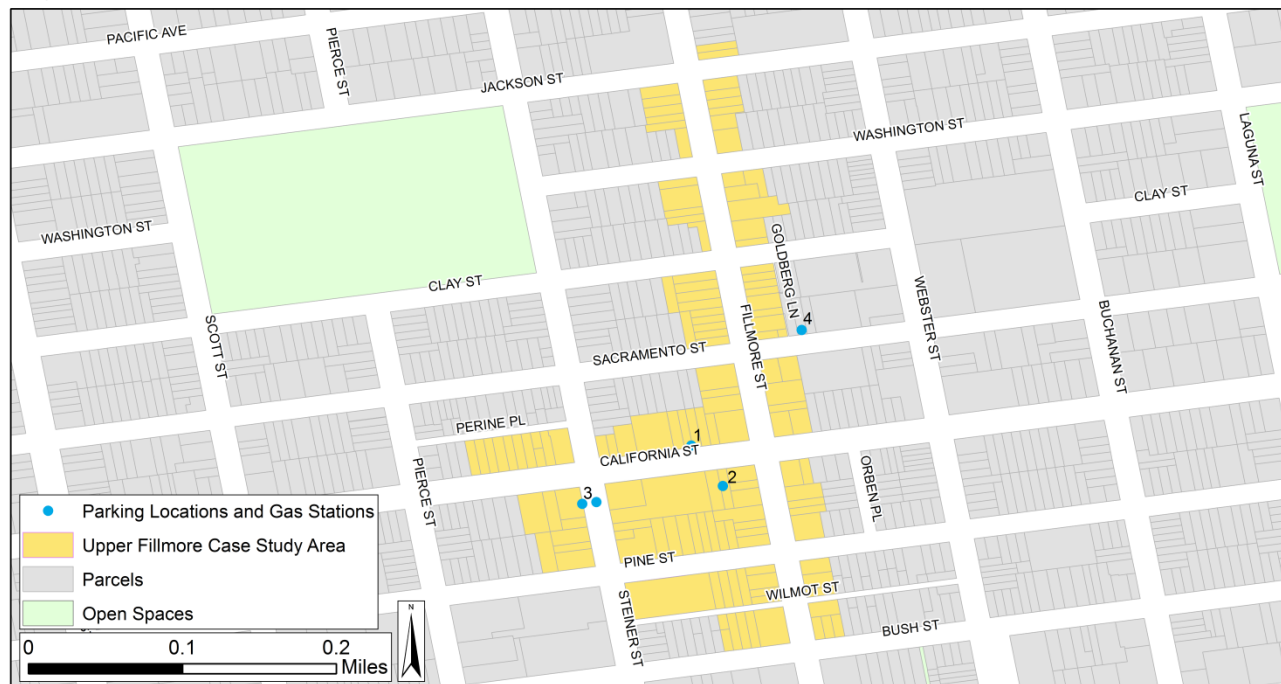 PACIFIC AVE
PIERCE ST
JACKSON ST
WASHINGTON ST
LAGUNA ST
CLAY ST
WASHINGTON ST
GOLDBERG LN
CLAY ST
SCOTT ST
FILLMORE ST
WEBSTER ST
BUCHANAN ST
4
SACRAMENTO ST
PERINE PL
1
CALIFORNIA ST
PIERCE ST
ORBEN PL
2
3
PINE ST
STEINER ST
WILMOT ST
BUSH ST
Parking Locations and Gas Stations
Upper Fillmore Case Study Area
Parcels
Open Spaces
0 0.1 0.2
Miles
N